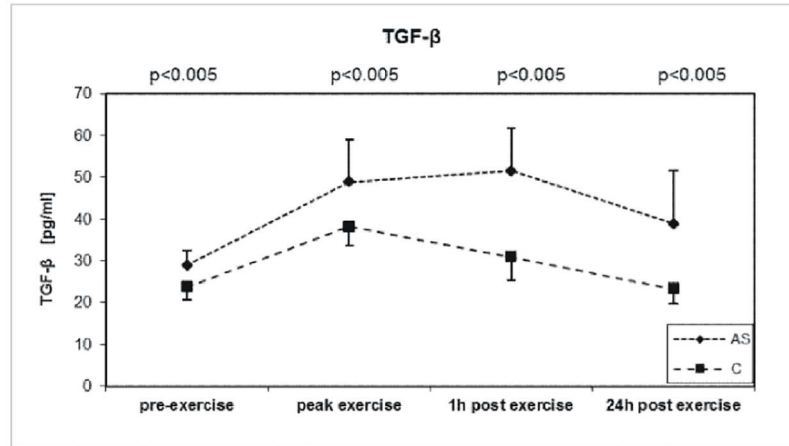 TGF-β
p<0.005 p<0.005 p<0.005 p<0.005
70
60
50
40
30
20
10
0
TGF-β [pg/ml]
AS
C
pre-exercise peak exercise 1h post exercise 24h post exercise